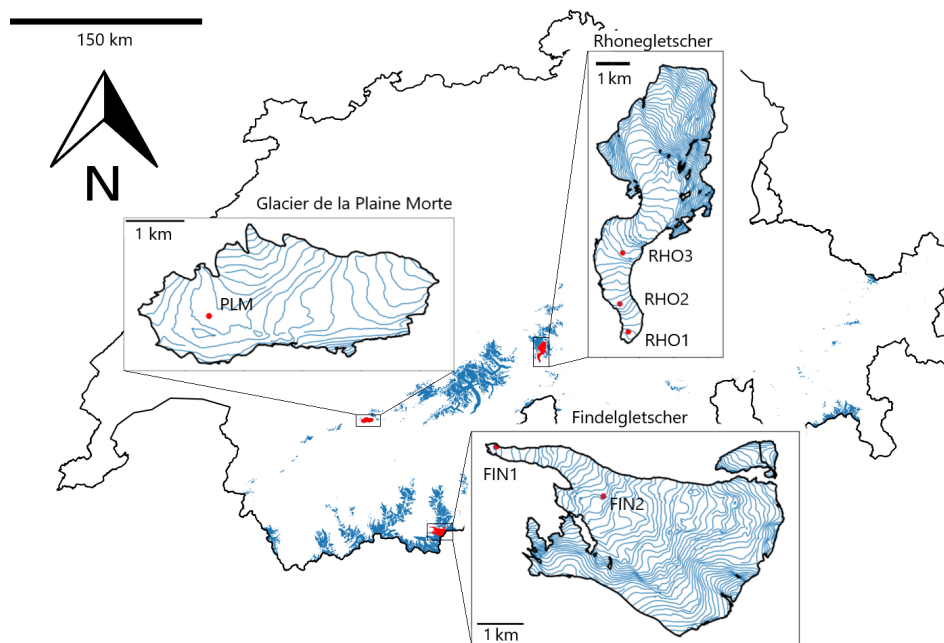 150 km
N
Rhonegletscher
1 km
RHO3
RHO2
RHO1
Glacier de la Plaine Morte
1 km
PLM
Findelgletscher
FIN1
FIN2
1 km